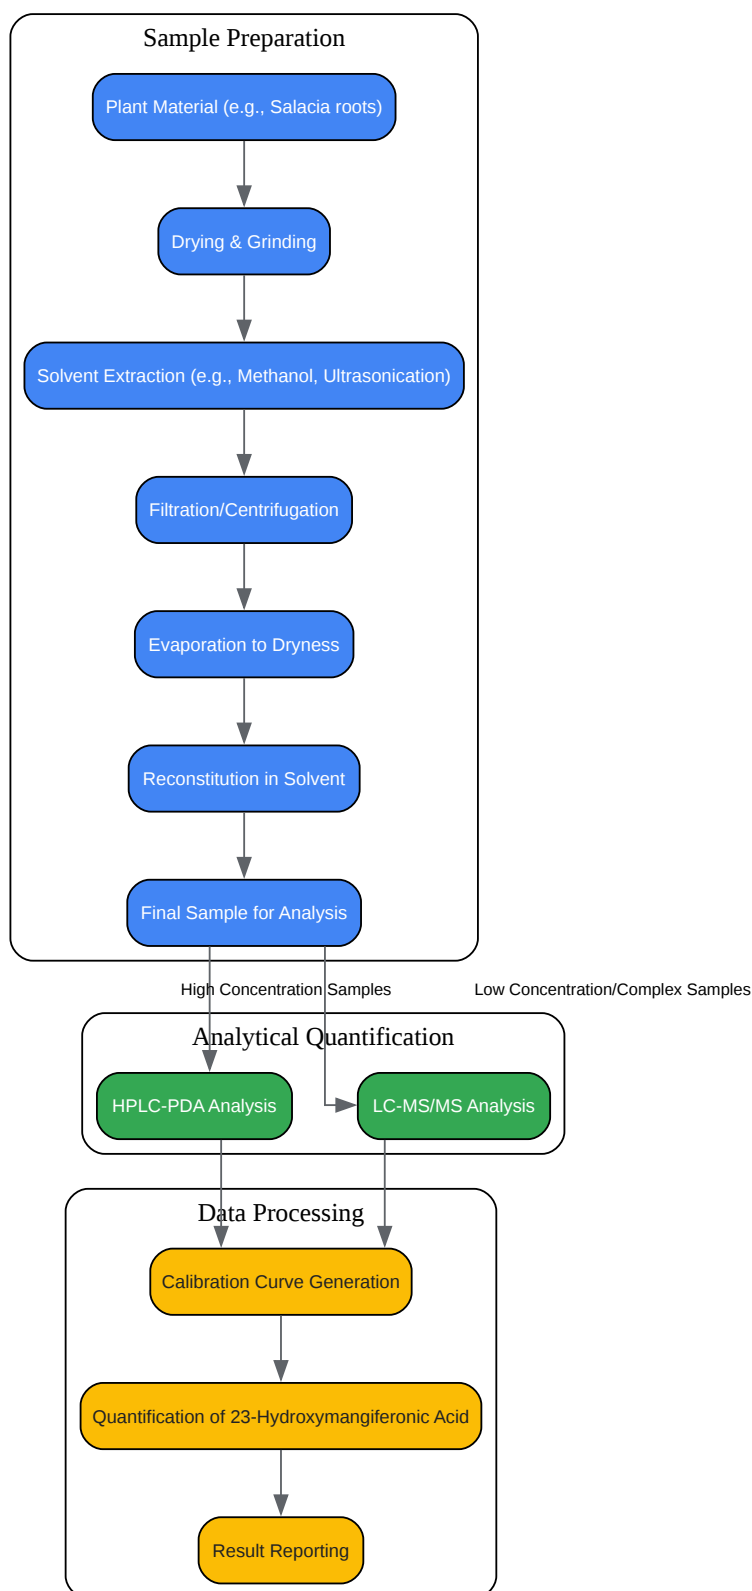 Sample Preparation
Plant Material (e.g., Salacia roots)
Drying & Grinding
Solvent Extraction (e.g., Methanol, Ultrasonication)
Filtration/Centrifugation
Evaporation to Dryness
Reconstitution in Solvent
Final Sample for Analysis
High Concentration Samples
Low Concentration/Complex Samples
Analytical Quantification
HPLC-PDA Analysis
LC-MS/MS Analysis
Data Processing
Calibration Curve Generation
Quantification of 23-Hydroxymangiferonic Acid
Result Reporting